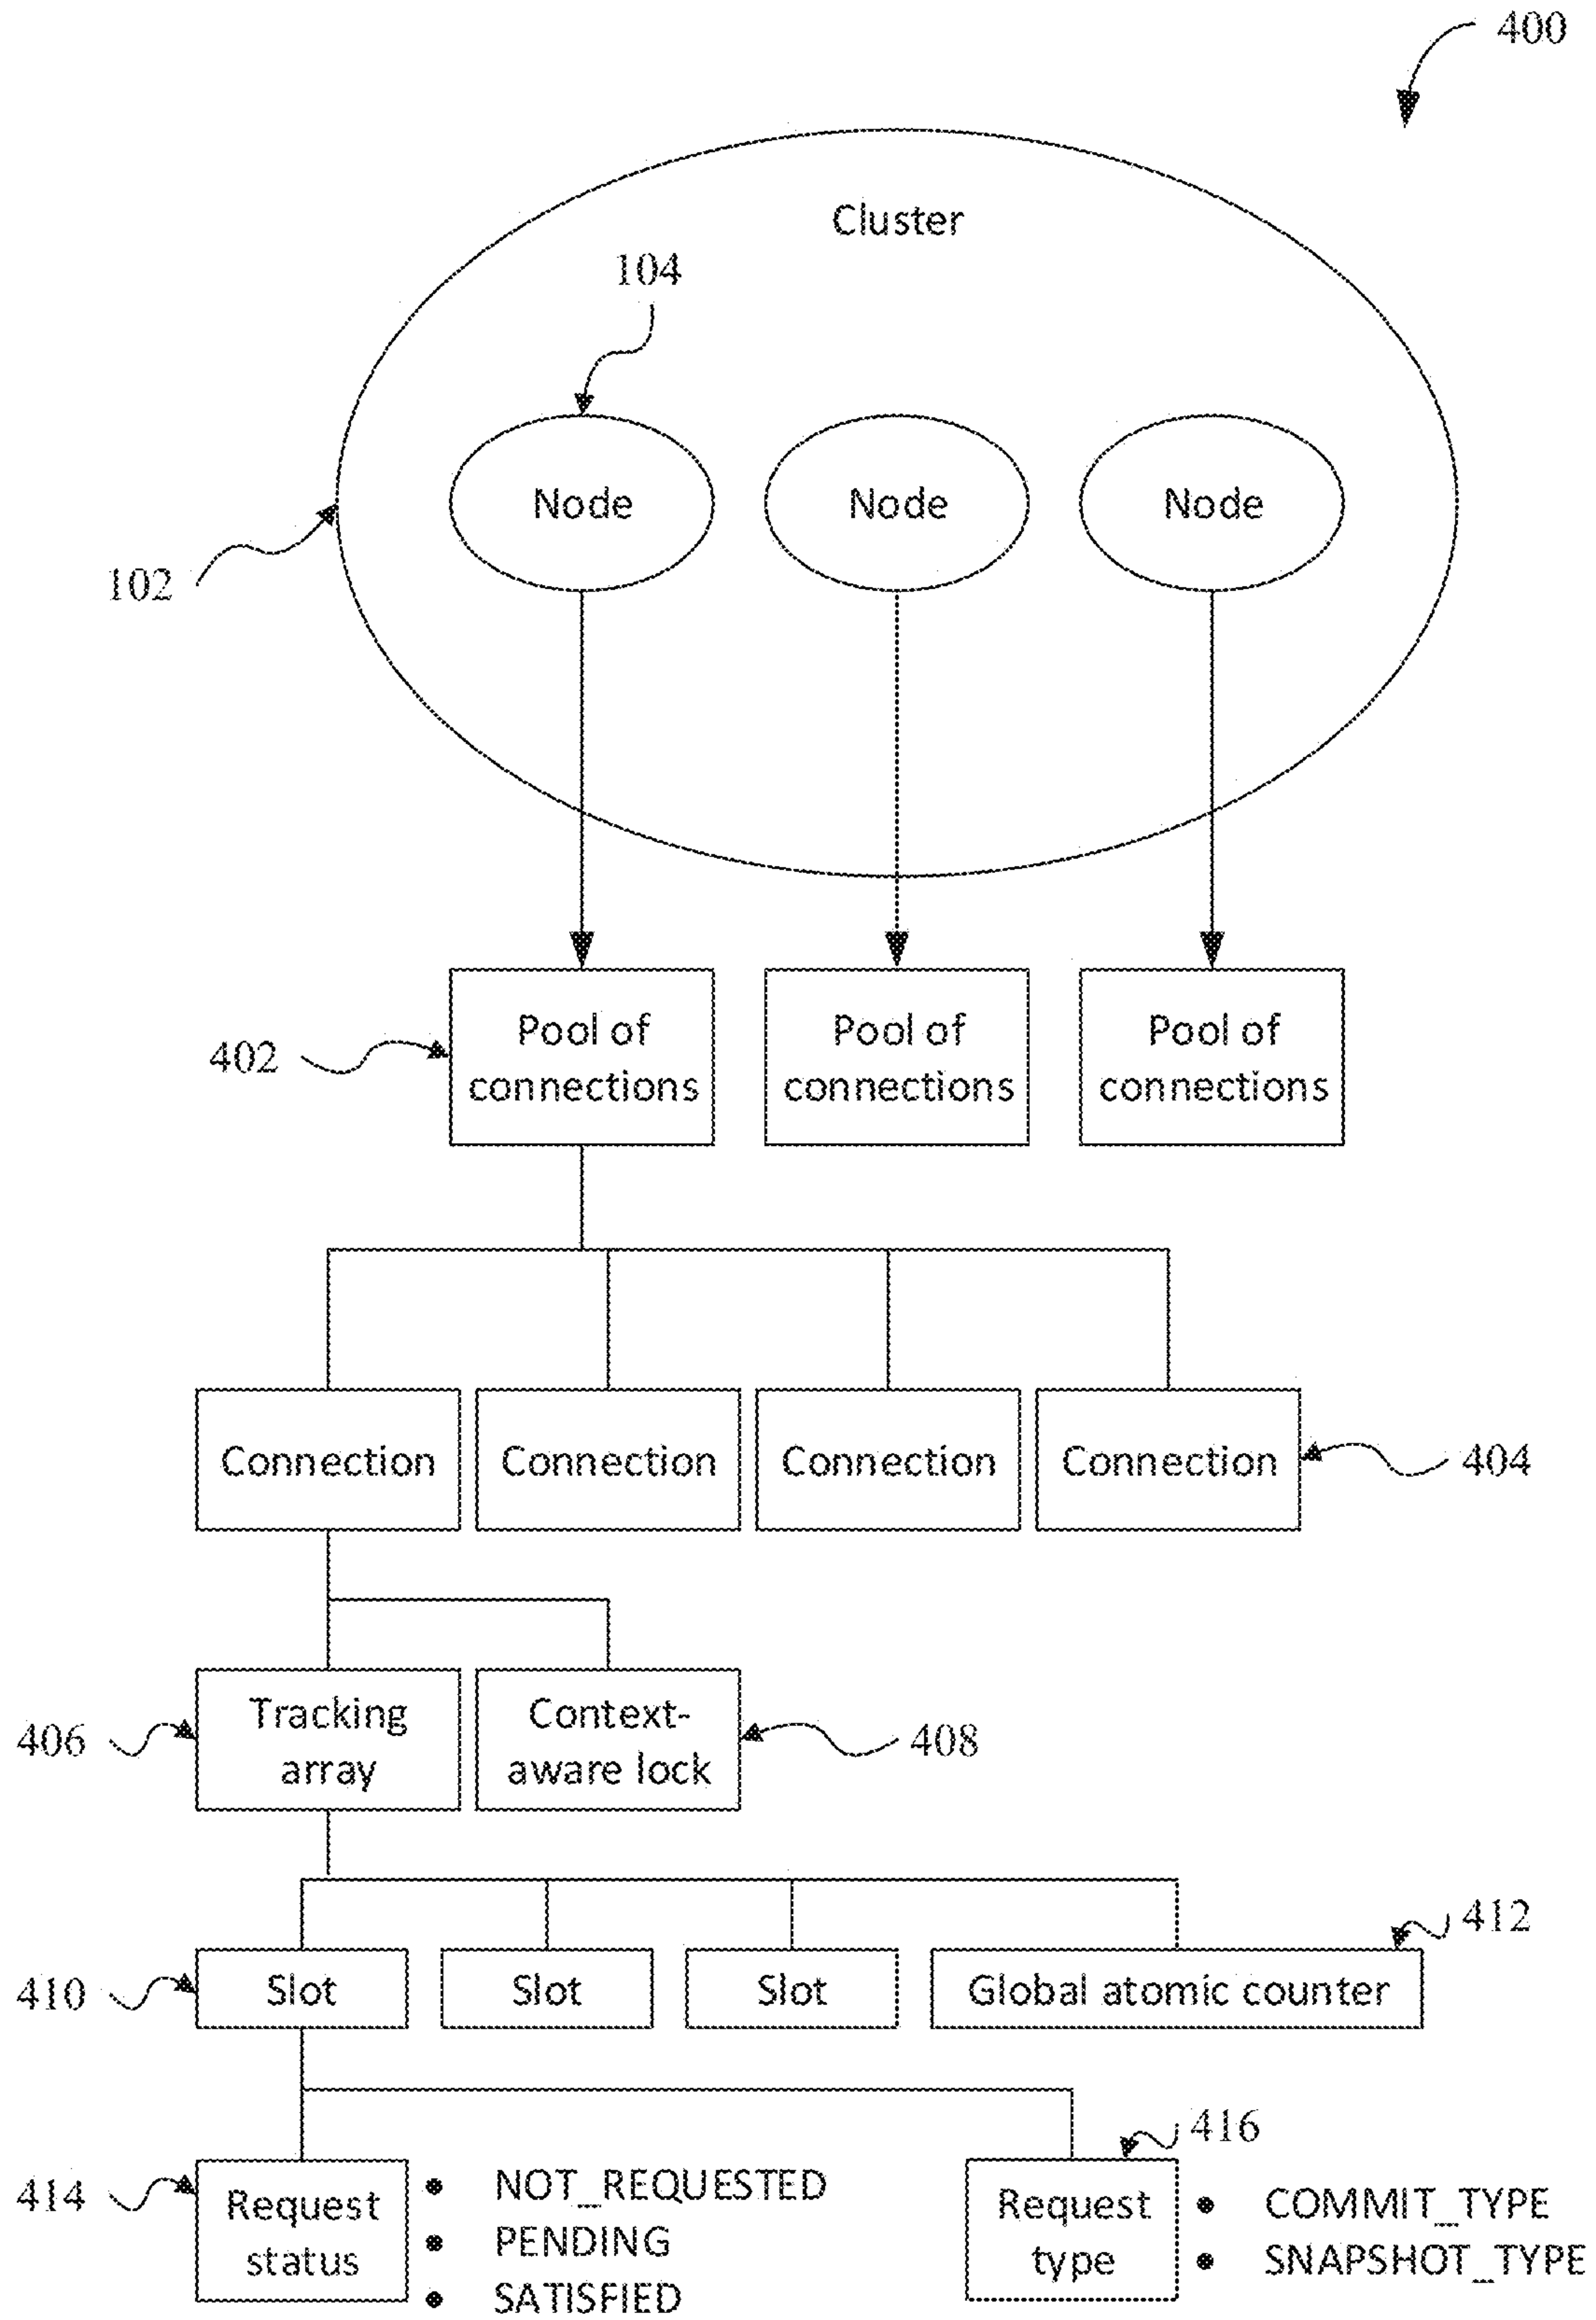 400
Cluster
104
Node
Node
Node
102
Pool of
connections
Pool of
connections
Pool of
connections
402
Connection
Connection
Connection
Connection
404
Tracking
array
Context-
aware lock
406
408
412
410
Slot
Slot
Slot
Global atomic counter
416
414
Request
status
• NOT_REQUESTED
• PENDING
• SATISFIED
Request
type
• COMMIT_TYPE
• SNAPSHOT_TYPE